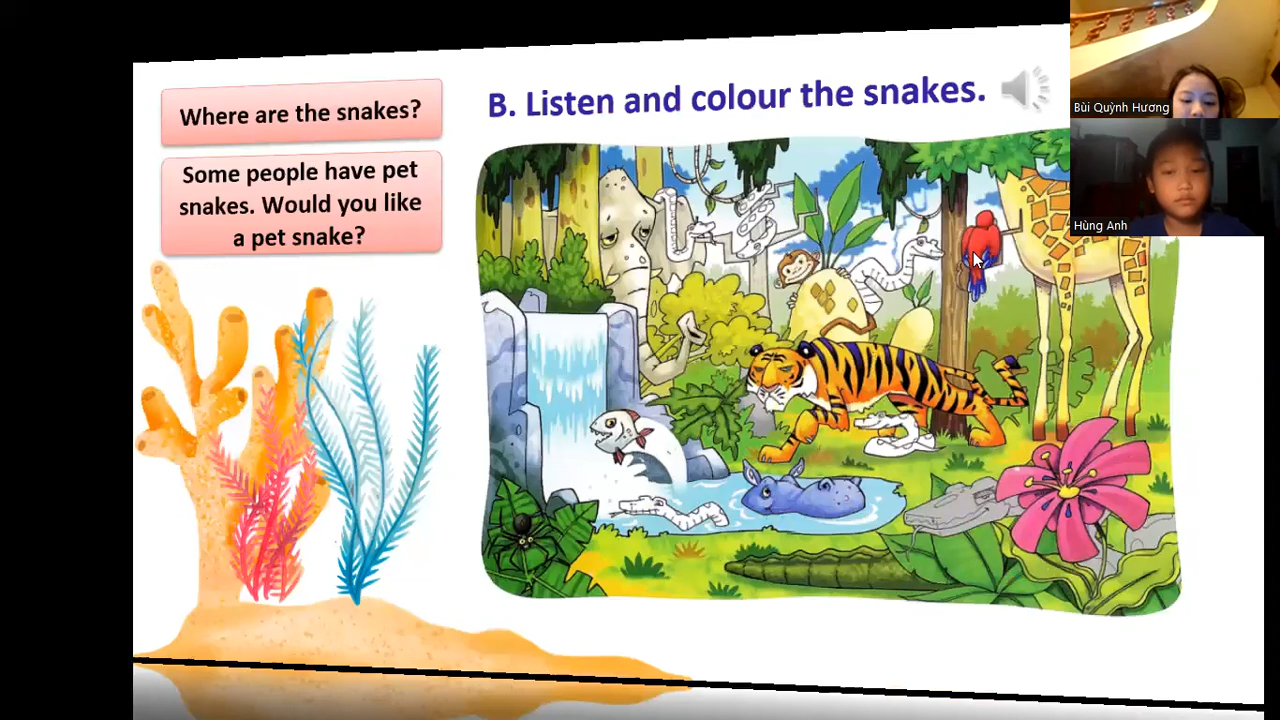 Where are the snakes?
Some people have pet
snakes. Would you like
a pet snake?
B. Listen and colour the snakes.
Bùi Quỳnh Hương
Hùng Anh